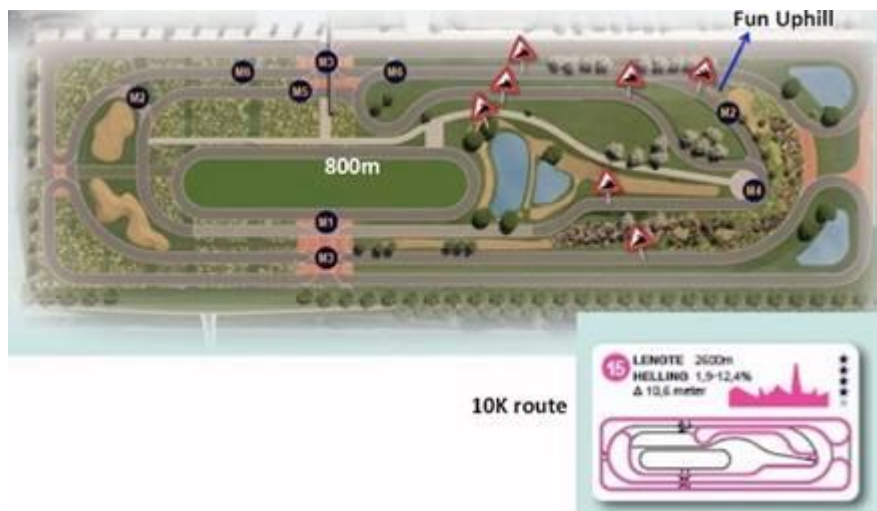 Fun Uphill
M3
M6
M6
M5
M2
M2
800m
M4
M1
M3
15
LENGTE 2600m
HELLING 1,9-12,4%
Δ 10,6 meter
10K route